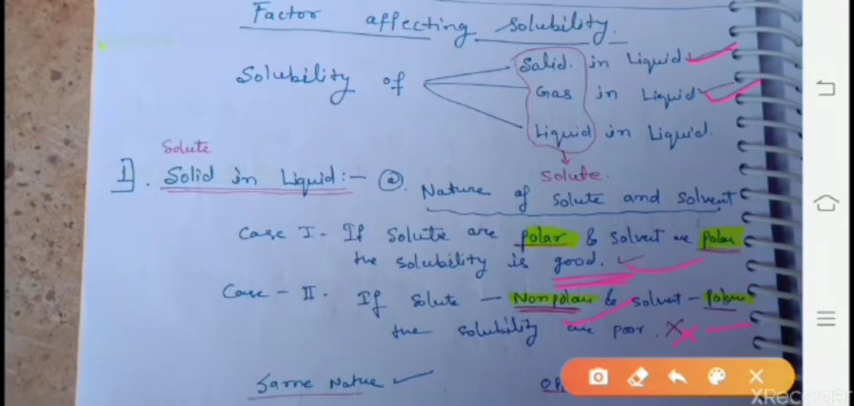 Factor affecting solubility.
Solubility of
Solid in Liquid
Gas in Liquid
Liquid in Liquid.
Solute
solute.
I]. Solid in Liquid:- (a) Nature of solute and solvent
Case I - If solute are polar & solvent are polar
the solubility is good.
Case - II. If solute - Nonpolar & solvent - polar
the solubility are poor.
Same Nature